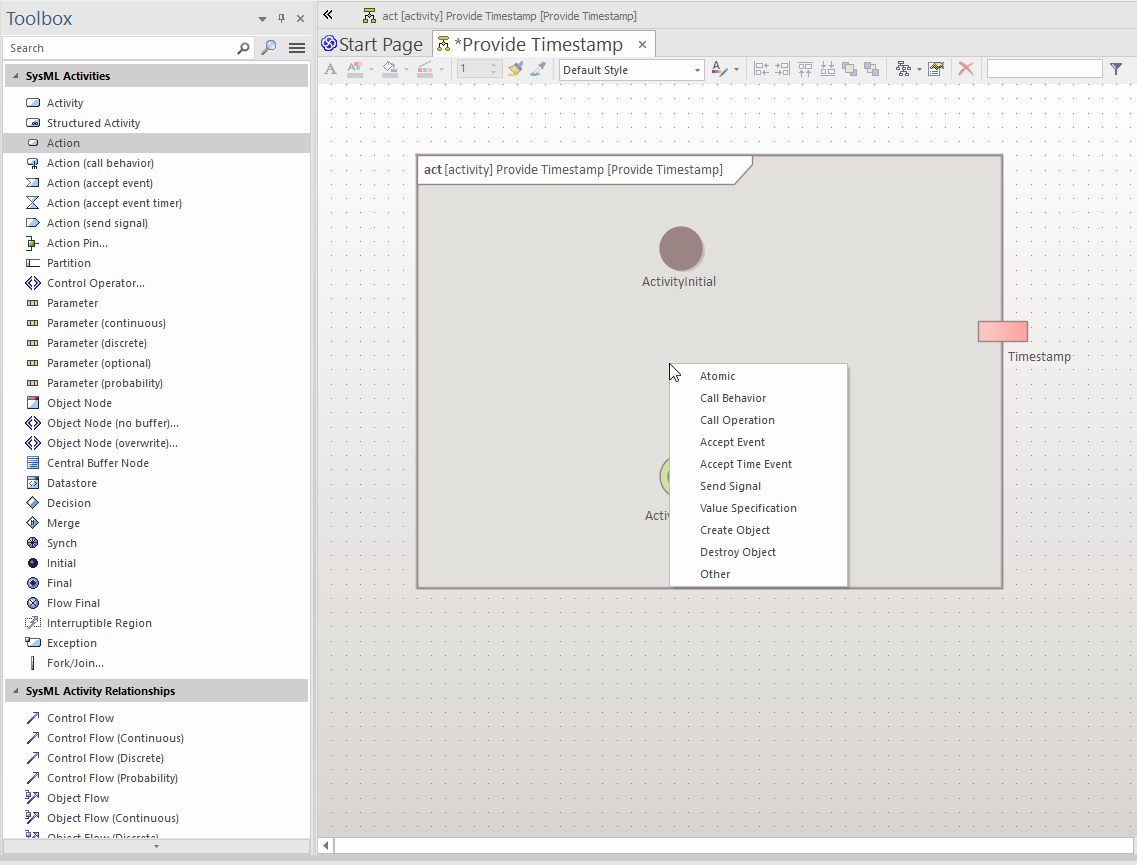 Toolbox
Search
SysML Activities
Activity
Structured Activity
Action
Action (call behavior)
Action (accept event)
Action (accept event timer)
Action (send signal)
Action Pin...
Partition
Control Operator...
Parameter
Parameter (continuous)
Parameter (discrete)
Parameter (optional)
Parameter (probability)
Object Node
Object Node (no buffer)...
Object Node (overwrite)...
Central Buffer Node
Datastore
Decision
Merge
Synch
Initial
Final
Flow Final
Interruptible Region
Exception
Fork/Join...
SysML Activity Relationships
Control Flow
Control Flow (Continuous)
Control Flow (Discrete)
Control Flow (Probability)
Object Flow
Object Flow (Continuous)
Object Flow (Discrete)
act [activity] Provide Timestamp [Provide Timestamp]
Start Page
*Provide Timestamp
1
Default Style
act [activity] Provide Timestamp [Provide Timestamp]
ActivityInitial
Timestamp
Activ
Atomic
Call Behavior
Call Operation
Accept Event
Accept Time Event
Send Signal
Value Specification
Create Object
Destroy Object
Other